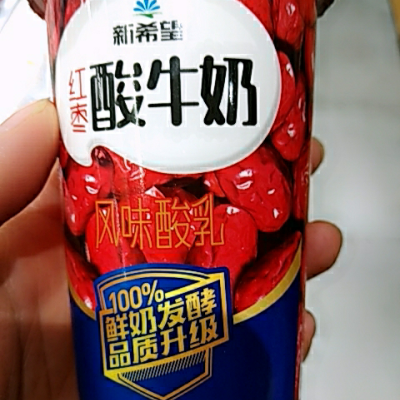 新希望
红枣
酸牛奶
风味酸乳
100%
鲜奶发酵
品质升级